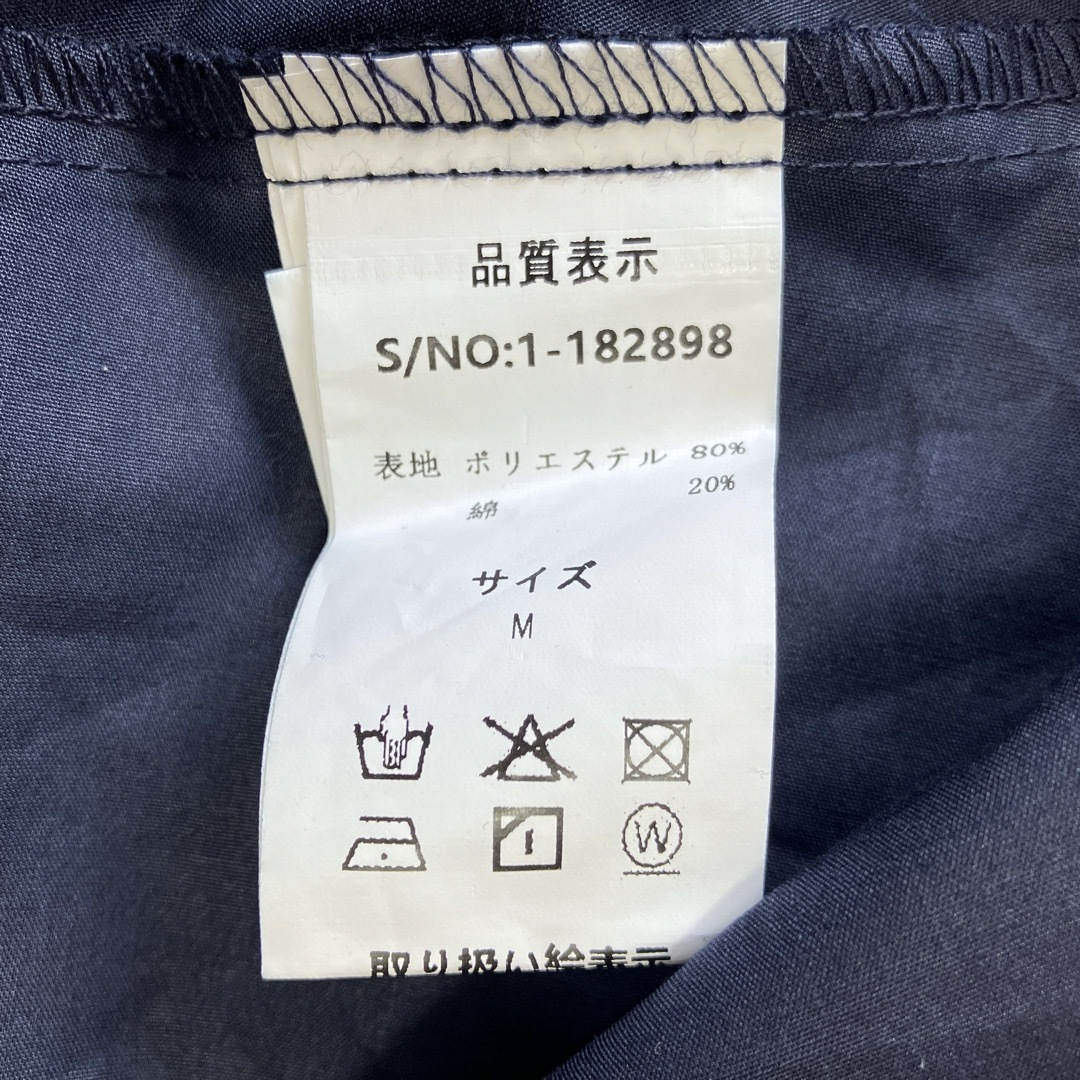 品質表示
S/NO:1-182898
表地 ポリエステル 80%
綿 20%
サイズ
M
W
取り扱い絵表示